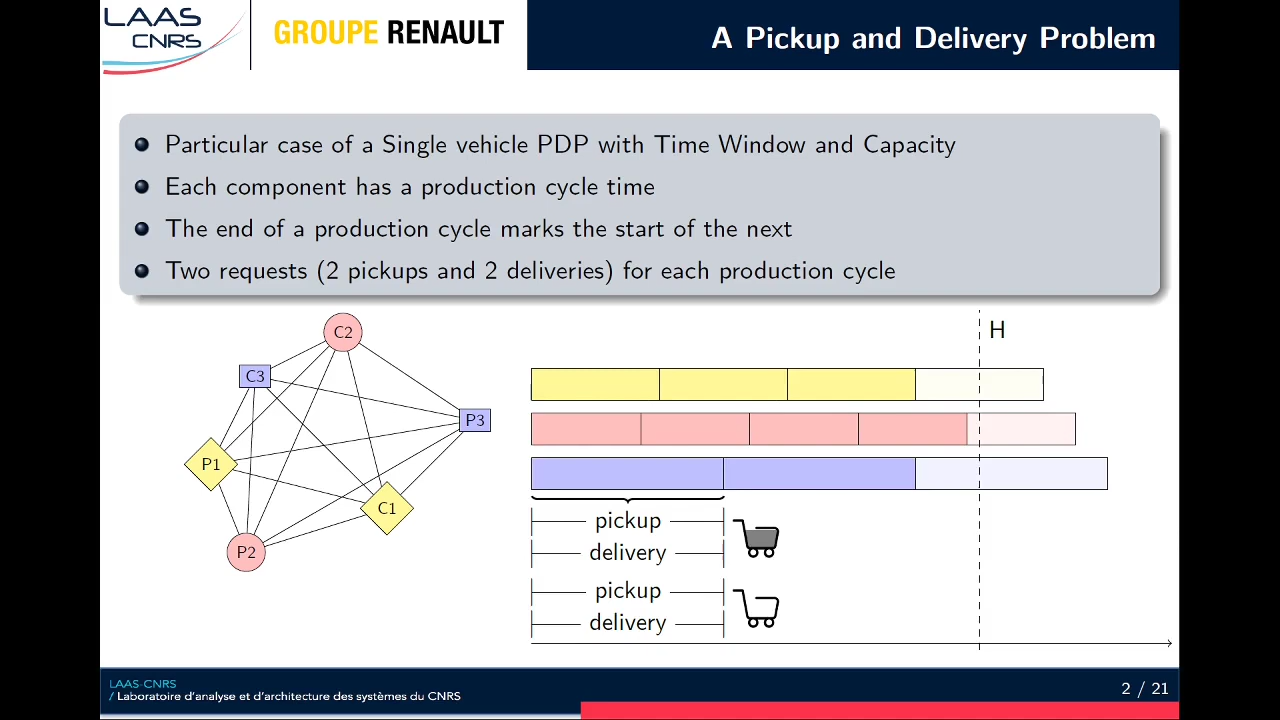 LAAS
CNRS
GROUPE RENAULT
A Pickup and Delivery Problem
Particular case of a Single vehicle PDP with Time Window and Capacity
Each component has a production cycle time
The end of a production cycle marks the start of the next
Two requests (2 pickups and 2 deliveries) for each production cycle
C2
C3
P3
P1
C1
P2
H
pickup
delivery
pickup
delivery
LAAS-CNRS
/ Laboratoire d'analyse et d'architecture des systèmes du CNRS
2 / 21